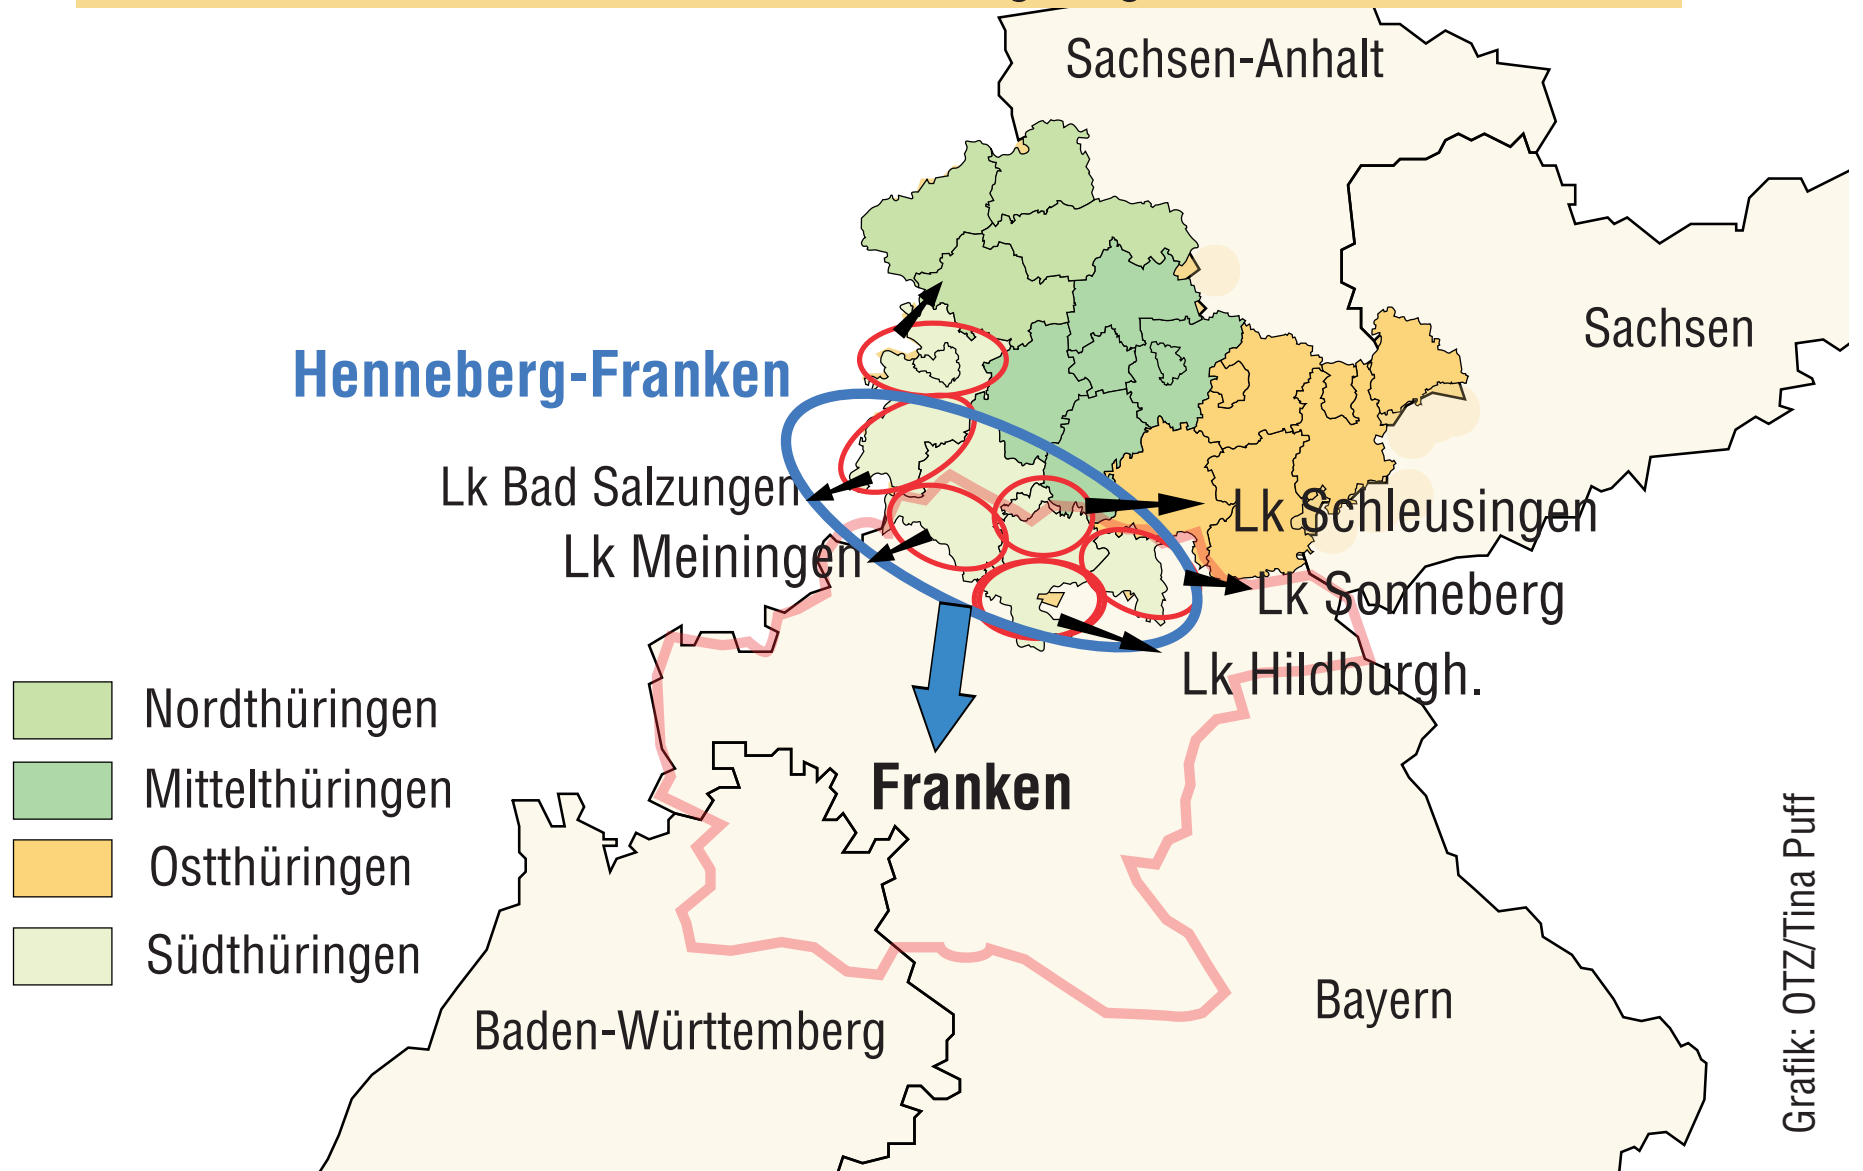 Sachsen-Anhalt
Sachsen
Henneberg-Franken
Lk Bad Salzungen
Lk Schleusingen
Lk Meiningen
Lk Sonneberg
Lk Hildburgh.
Nordthüringen
Mittelthüringen
Franken
Ostthüringen
Südthüringen
Bayern
Baden-Württemberg
Grafik: OTZ/Tina Puff